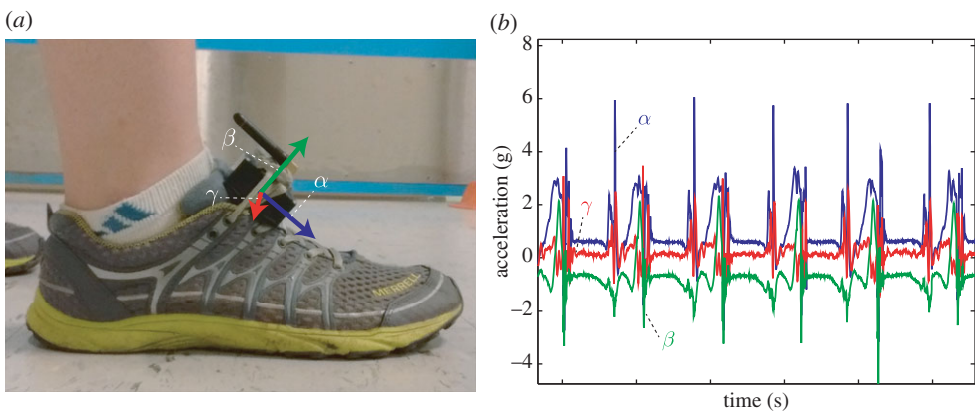 (a)
β
γ
α
MERRELL
(b)
8
6
4
2
0
−2
−4
acceleration (g)
α
γ
β
time (s)